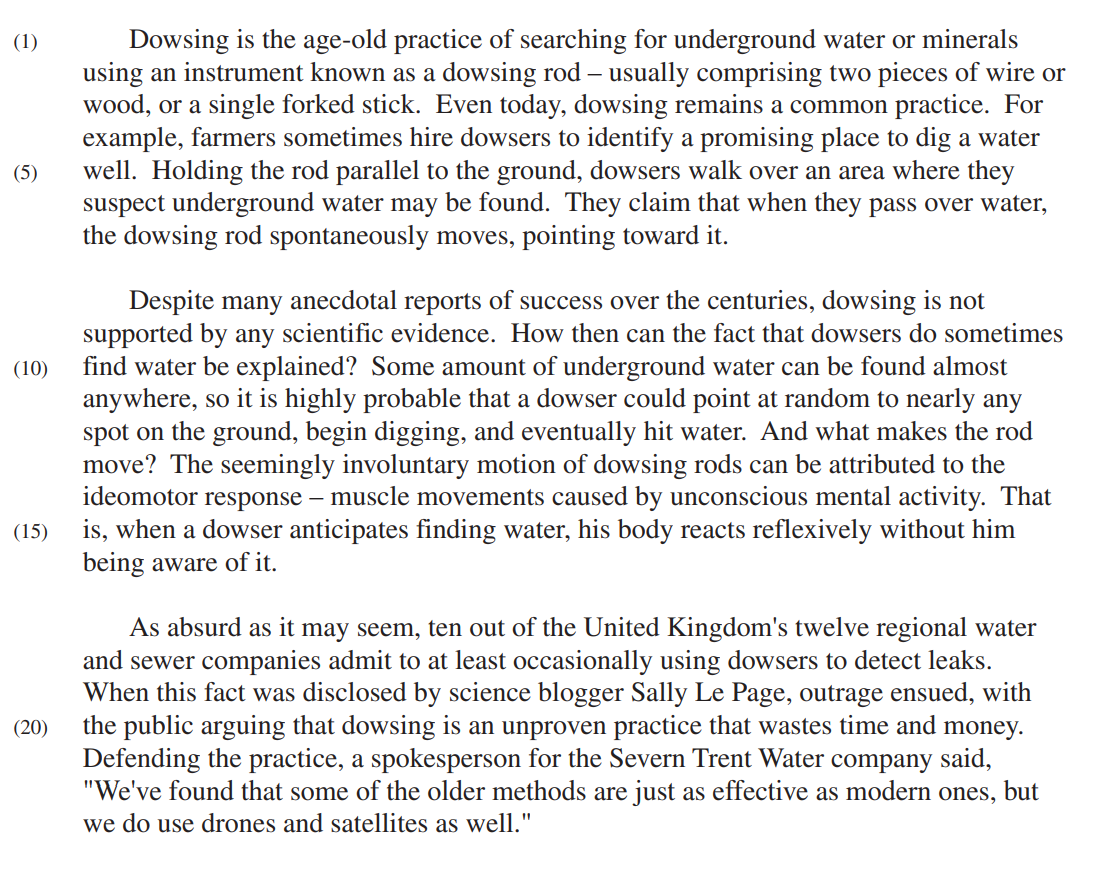 (1) Dowsing is the age-old practice of searching for underground water or minerals
using an instrument known as a dowsing rod – usually comprising two pieces of wire or
wood, or a single forked stick.  Even today, dowsing remains a common practice.  For
example, farmers sometimes hire dowsers to identify a promising place to dig a water
(5) well.  Holding the rod parallel to the ground, dowsers walk over an area where they
suspect underground water may be found.  They claim that when they pass over water,
the dowsing rod spontaneously moves, pointing toward it.
Despite many anecdotal reports of success over the centuries, dowsing is not
supported by any scientific evidence.  How then can the fact that dowsers do sometimes
(10) find water be explained?  Some amount of underground water can be found almost
anywhere, so it is highly probable that a dowser could point at random to nearly any
spot on the ground, begin digging, and eventually hit water.  And what makes the rod
move?  The seemingly involuntary motion of dowsing rods can be attributed to the
ideomotor response – muscle movements caused by unconscious mental activity.  That
(15) is, when a dowser anticipates finding water, his body reacts reflexively without him
being aware of it.
As absurd as it may seem, ten out of the United Kingdom's twelve regional water
and sewer companies admit to at least occasionally using dowsers to detect leaks.
When this fact was disclosed by science blogger Sally Le Page, outrage ensued, with
(20) the public arguing that dowsing is an unproven practice that wastes time and money.
Defending the practice, a spokesperson for the Severn Trent Water company said,
"We've found that some of the older methods are just as effective as modern ones, but
we do use drones and satellites as well."